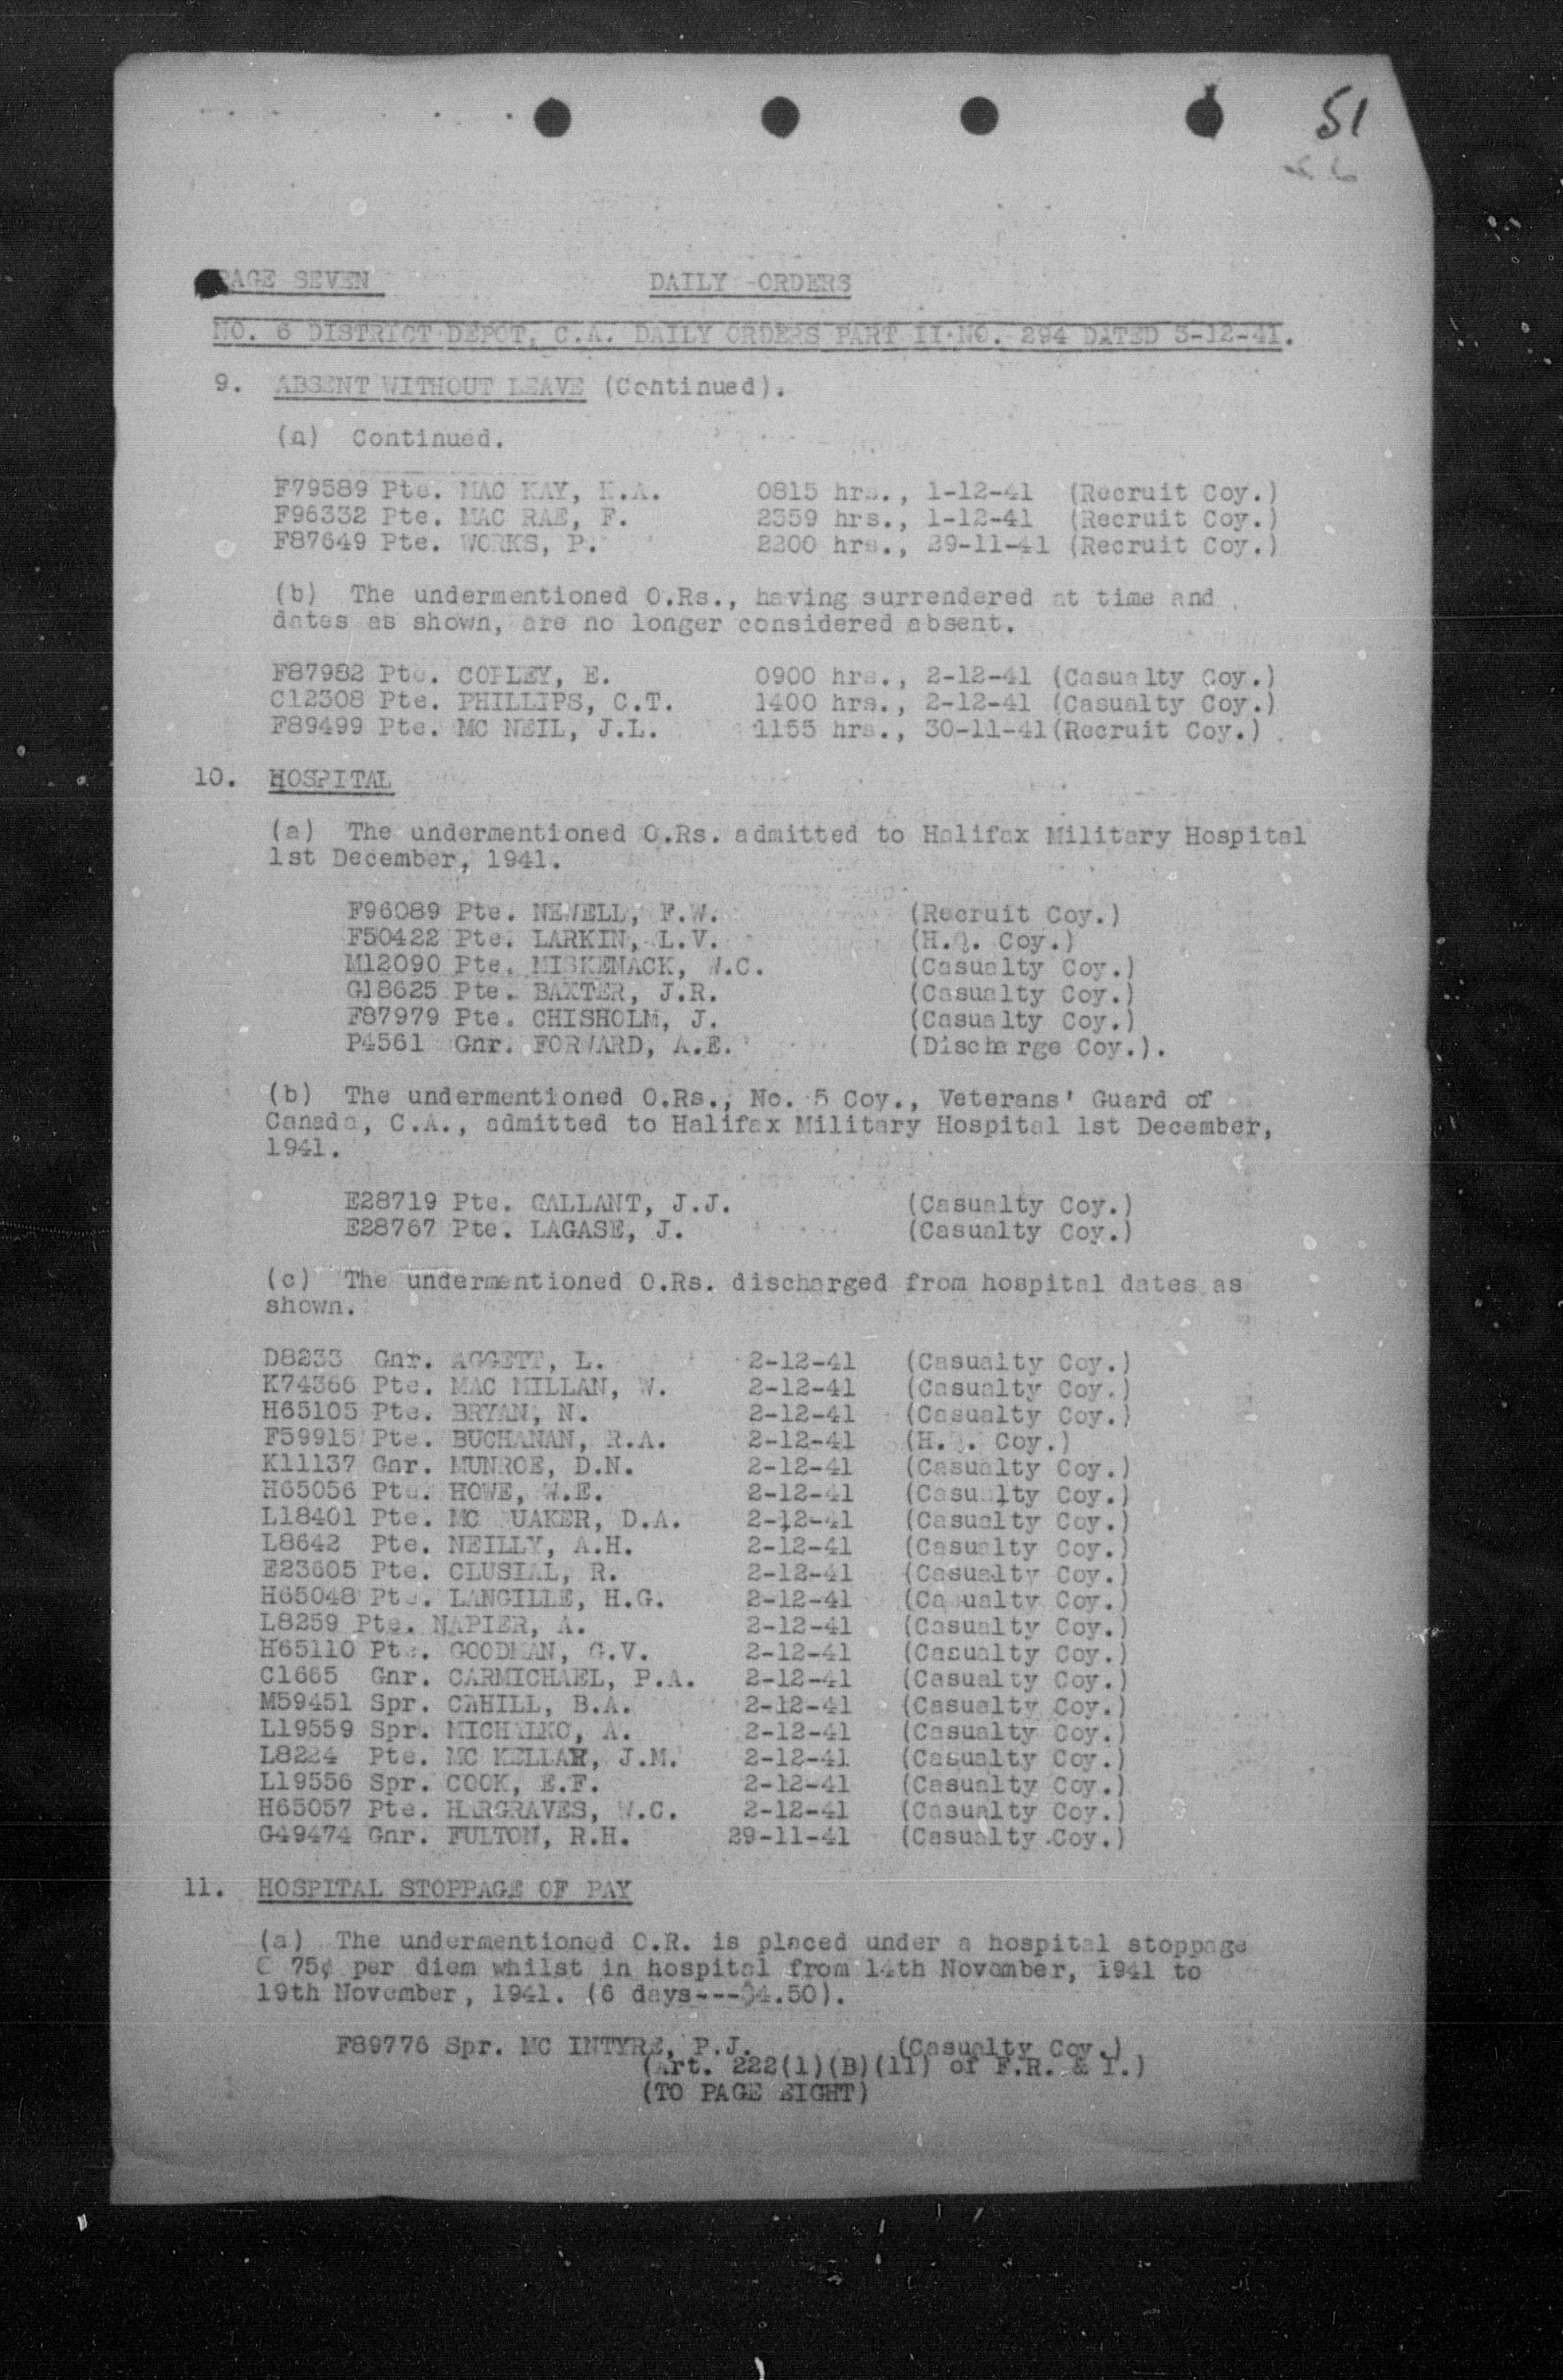 51
PAGE SEVEN DAILY -ORDERS
NO. 6 DISTRICT DEPOT, C.A. DAILY ORDERS PART II NO. 294 DATED 3-12-41.
9. ABSENT WITHOUT LEAVE (Continued).
(a) Continued.
F79589 Pte. MAC KAY, K.A. 0815 hrs., 1-12-41 (Recruit Coy.)
F96332 Pte. MAC RAE, F. 2359 hrs., 1-12-41 (Recruit Coy.)
F87649 Pte. WORKS, P. 2200 hrs., 29-11-41 (Recruit Coy.)
(b) The undermentioned O.Rs., having surrendered at time and
dates as shown, are no longer considered absent.
F87982 Pte. COPLEY, E. 0900 hrs., 2-12-41 (Casualty Coy.)
C12308 Pte. PHILLIPS, C.T. 1400 hrs., 2-12-41 (Casualty Coy.)
F89499 Pte. MC NEIL, J.L. 1155 hrs., 30-11-41(Recruit Coy.)
10. HOSPITAL
(a) The undermentioned O.Rs. admitted to Halifax Military Hospital
1st December, 1941.
F96089 Pte. NEWELL, F.W. (Recruit Coy.)
F50422 Pte. LARKIN, L.V. (H.Q. Coy.)
M12090 Pte. MISKENACK, W.C. (Casualty Coy.)
G18625 Pte. BAXTER, J.R. (Casualty Coy.)
F87979 Pte. CHISHOLM, J. (Casualty Coy.)
P4561 Gnr. FORWARD, A.E. (Discharge Coy.).
(b) The undermentioned O.Rs., No. 5 Coy., Veterans' Guard of
Canada, C.A., admitted to Halifax Military Hospital 1st December,
1941.
E28719 Pte. GALLANT, J.J. (Casualty Coy.)
E28767 Pte. LAGASE, J. (Casualty Coy.)
(c) The undermentioned O.Rs. discharged from hospital dates as
shown.
D8233 Gnr. AGGETT, L. 2-12-41 (Casualty Coy.)
K74366 Pte. MAC MILLAN, W. 2-12-41 (Casualty Coy.)
H65105 Pte. BRYAN, N. 2-12-41 (Casualty Coy.)
F59915 Pte. BUCHANAN, R.A. 2-12-41 (H.Q. Coy.)
K11137 Gnr. MUNROE, D.N. 2-12-41 (Casualty Coy.)
H65056 Pte. HOWE, W.E. 2-12-41 (Casualty Coy.)
L18401 Pte. MC QUAKER, D.A. 2-12-41 (Casualty Coy.)
L8642 Pte. NEILLY, A.H. 2-12-41 (Casualty Coy.)
E23605 Pte. CLUSIAL, R. 2-12-41 (Casualty Coy.)
H65048 Pte. LANGILLE, H.G. 2-12-41 (Casualty Coy.)
L8259 Pte. NAPIER, A. 2-12-41 (Casualty Coy.)
H65110 Pte. GOODMAN, G.V. 2-12-41 (Casualty Coy.)
C1665 Gnr. CARMICHAEL, P.A. 2-12-41 (Casualty Coy.)
M59451 Spr. CAHILL, B.A. 2-12-41 (Casualty Coy.)
L19559 Spr. MICHALKO, A. 2-12-41 (Casualty Coy.)
L8224 Pte. MC KELLAR, J.M. 2-12-41 (Casualty Coy.)
L19556 Spr. COOK, E.F. 2-12-41 (Casualty Coy.)
H65057 Pte. HARGRAVES, W.C. 2-12-41 (Casualty Coy.)
G49474 Gnr. FULTON, R.H. 29-11-41 (Casualty Coy.)
11. HOSPITAL STOPPAGE OF PAY
(a) The undermentioned O.R. is placed under a hospital stoppage
@ 75¢ per diem whilst in hospital from 14th November, 1941 to
19th November, 1941. (6 days---$4.50).
F89776 Spr. MC INTYRE, P.J. (Casualty Coy.)
(Art. 222(1)(B)(11) of F.R. & I.)
(TO PAGE EIGHT)